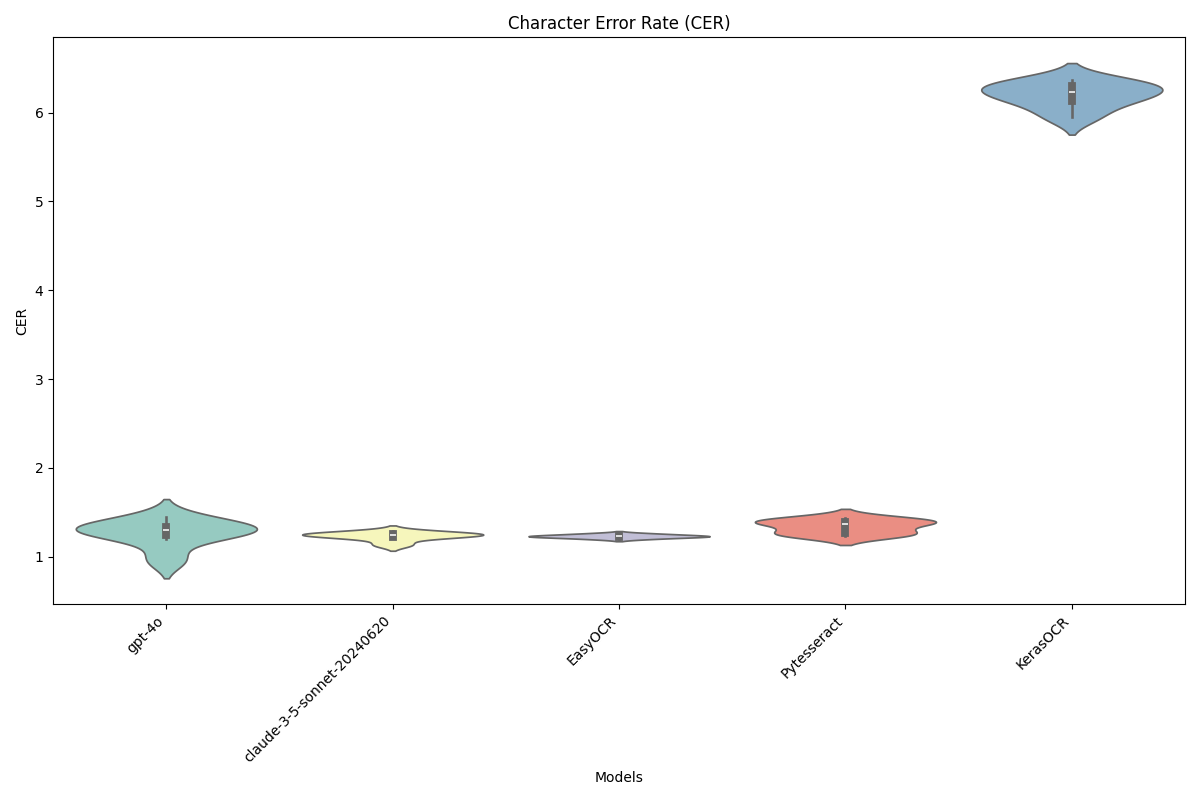 Character Error Rate (CER)
CER
6
5
4
3
2
1
gpt-4o
claude-3-5-sonnet-20240620
EasyOCR
Pytesseract
KerasOCR
Models